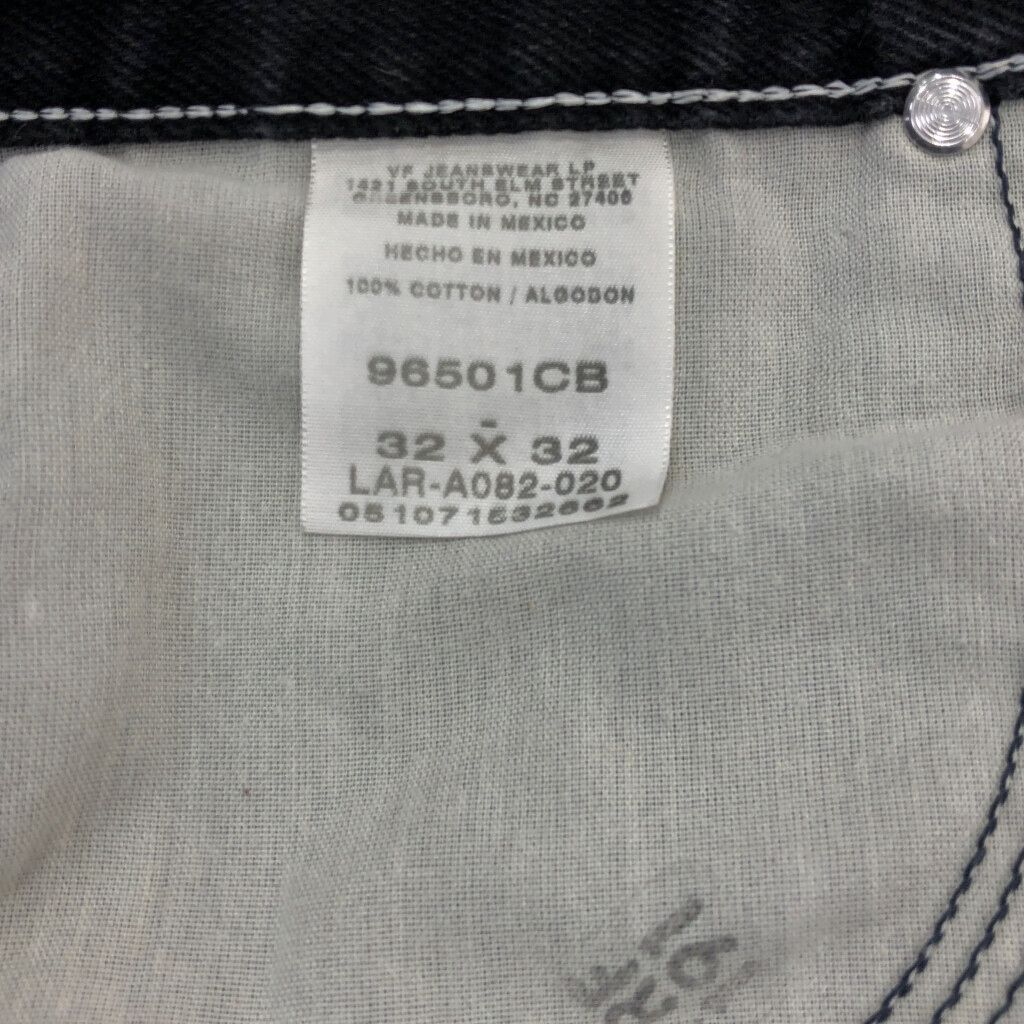 VF JEANSWEAR LP
1421 SOUTH ELM STREET
GREENSBORO, NC 27406
MADE IN MEXICO
HECHO EN MEXICO
100% COTTON / ALGODON
96501CB
32 X 32
LAR-A082-020